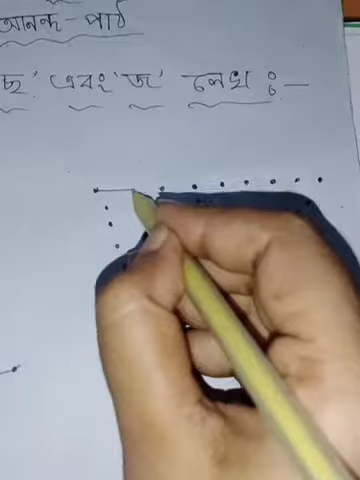 আনন্দ - পাঠ
' এবং 'জ' লেখ ঃ—